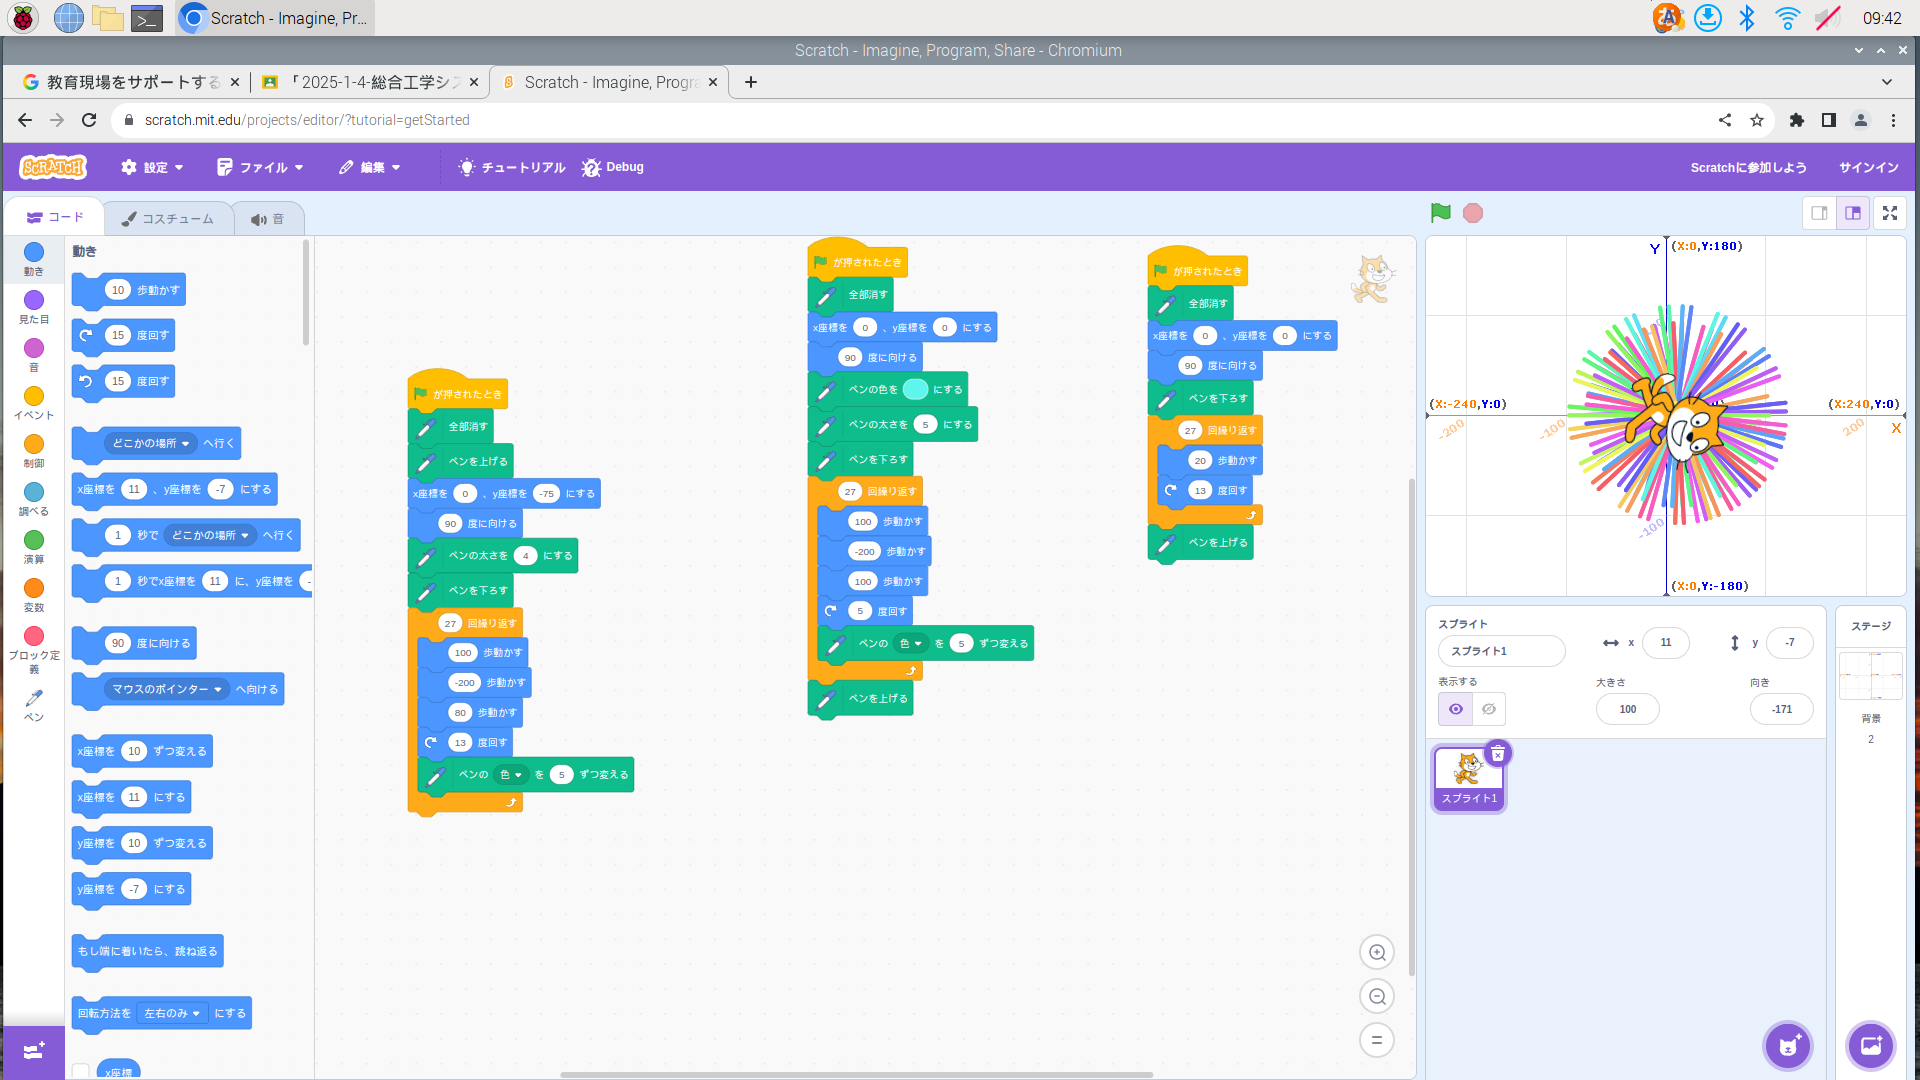 Scratch - Imagine, Pr...
09:42
Scratch - Imagine, Program, Share - Chromium
教育現場をサポートする
「2025-1-4-総合工学シス
Scratch - Imagine, Progra
scratch.mit.edu/projects/editor/?tutorial=getStarted
SCRATCH
設定
ファイル
編集
チュートリアル
Debug
Scratchに参加しよう
サインイン
コード
コスチューム
音
動き
見た目
音
イベント
制御
調べる
演算
変数
ブロック定義
ペン
動き
10 歩動かす
15 度回す
15 度回す
どこかの場所 へ行く
x座標を 11 、y座標を -7 にする
1 秒で どこかの場所 へ行く
1 秒でx座標を 11 に、y座標を -
90 度に向ける
マウスのポインター へ向ける
x座標を 10 ずつ変える
x座標を 11 にする
y座標を 10 ずつ変える
y座標を -7 にする
もし端に着いたら、跳ね返る
回転方法を 左右のみ にする
x座標
が押されたとき
全部消す
ペンを上げる
x座標を 0 、y座標を -75 にする
90 度に向ける
ペンの太さを 4 にする
ペンを下ろす
27 回繰り返す
100 歩動かす
-200 歩動かす
80 歩動かす
13 度回す
ペンの 色 を 5 ずつ変える
が押されたとき
全部消す
x座標を 0 、y座標を 0 にする
90 度に向ける
ペンの色を にする
ペンの太さを 5 にする
ペンを下ろす
27 回繰り返す
100 歩動かす
-200 歩動かす
100 歩動かす
5 度回す
ペンの 色 を 5 ずつ変える
ペンを上げる
が押されたとき
全部消す
x座標を 0 、y座標を 0 にする
90 度に向ける
ペンを下ろす
27 回繰り返す
20 歩動かす
13 度回す
ペンを上げる
Y (X:0,Y:180)
(X:-240,Y:0)
(X:240,Y:0)
X
-200
-100
200
-100
(X:0,Y:-180)
スプライト
スプライト1
x 11
y -7
表示する
大きさ 100
向き -171
スプライト1
ステージ
背景
2